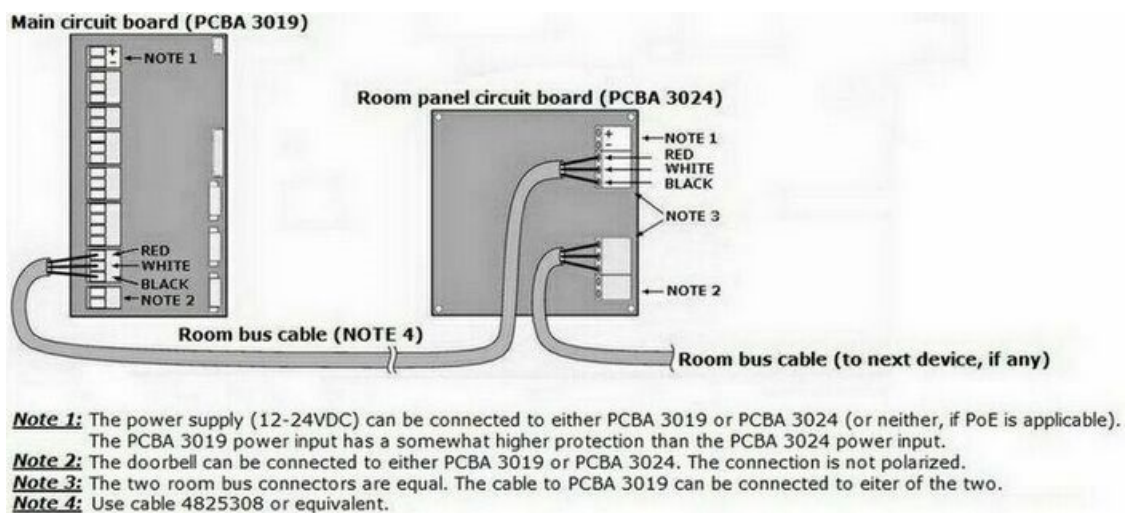 Main circuit board (PCBA 3019)
+
-
NOTE 1
Room panel circuit board (PCBA 3024)
+
-
NOTE 1
RED
WHITE
BLACK
NOTE 3
RED
WHITE
BLACK
NOTE 2
NOTE 2
Room bus cable (NOTE 4)
Room bus cable (to next device, if any)
Note 1: The power supply (12-24VDC) can be connected to either PCBA 3019 or PCBA 3024 (or neither, if PoE is applicable).
The PCBA 3019 power input has a somewhat higher protection than the PCBA 3024 power input.
Note 2: The doorbell can be connected to either PCBA 3019 or PCBA 3024. The connection is not polarized.
Note 3: The two room bus connectors are equal. The cable to PCBA 3019 can be connected to eiter of the two.
Note 4: Use cable 4825308 or equivalent.